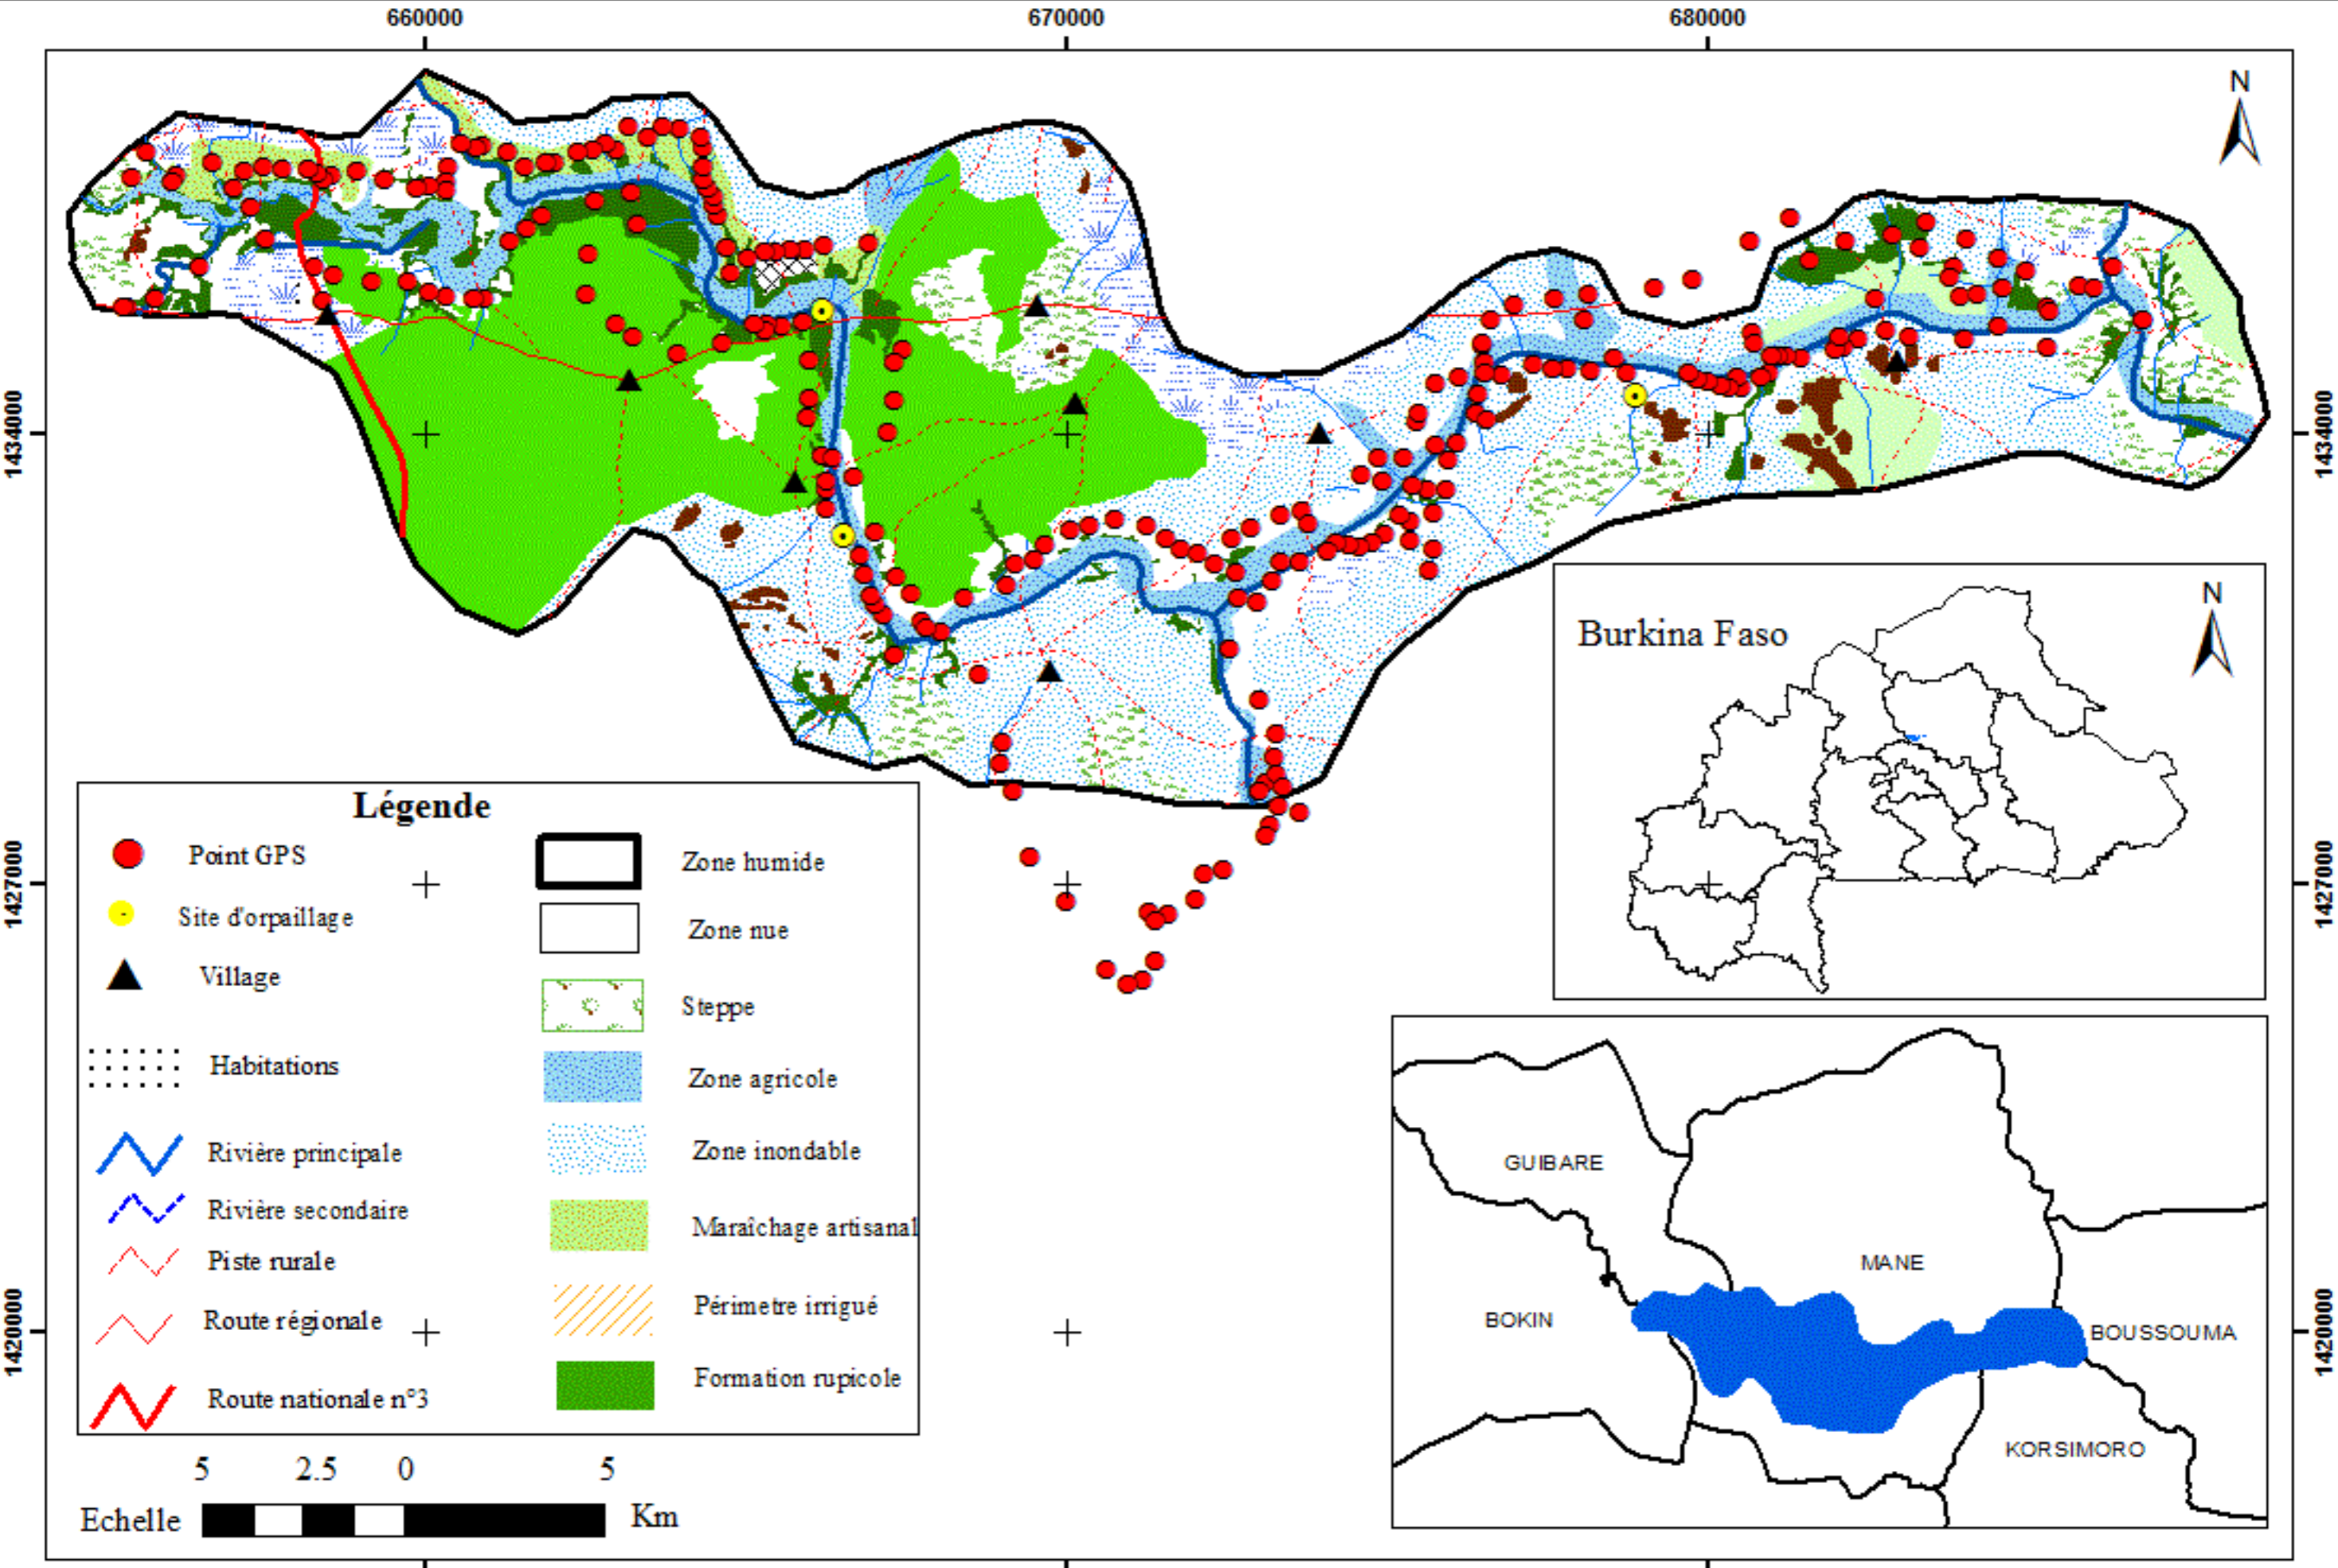 660000
670000
680000
N
1434000
1434000
N
Burkina Faso
Légende
Point GPS
Zone humide
Site d'orpaillage
Zone nue
Village
Steppe
Habitations
Zone agricole
Rivière principale
Zone inondable
Rivière secondaire
Maraîchage artisanal
Piste rurale
Périmetre irrigué
Route régionale
Formation rupicole
Route nationale n°3
1427000
1427000
GUIBARE
MANE
BOKIN
BOUSSOUMA
KORSIMORO
1420000
1420000
5 2.5 0 5
Echelle Km